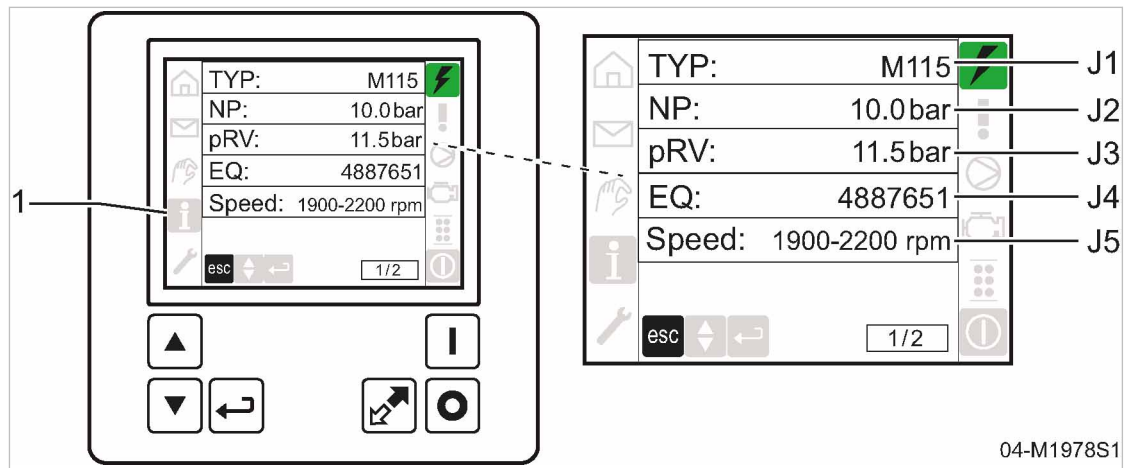 TYP: M115
NP: 10.0 bar
pRV: 11.5 bar
EQ: 4887651
Speed: 1900-2200 rpm
esc 1/2
1
TYP: M115 J1
NP: 10.0 bar J2
pRV: 11.5 bar J3
EQ: 4887651 J4
Speed: 1900-2200 rpm J5
esc 1/2
04-M1978S1